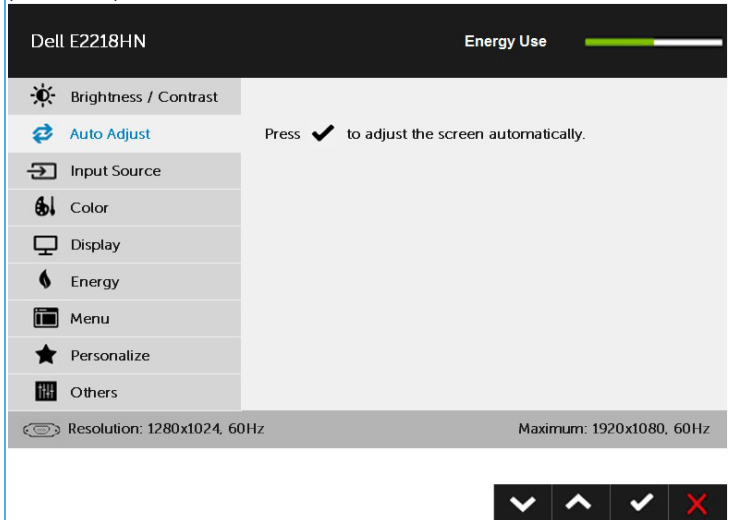 Dell E2218HN
Energy Use
Brightness / Contrast
Auto Adjust
Press ✔ to adjust the screen automatically.
Input Source
Color
Display
Energy
Menu
Personalize
Others
Resolution: 1280x1024, 60Hz
Maximum: 1920x1080, 60Hz